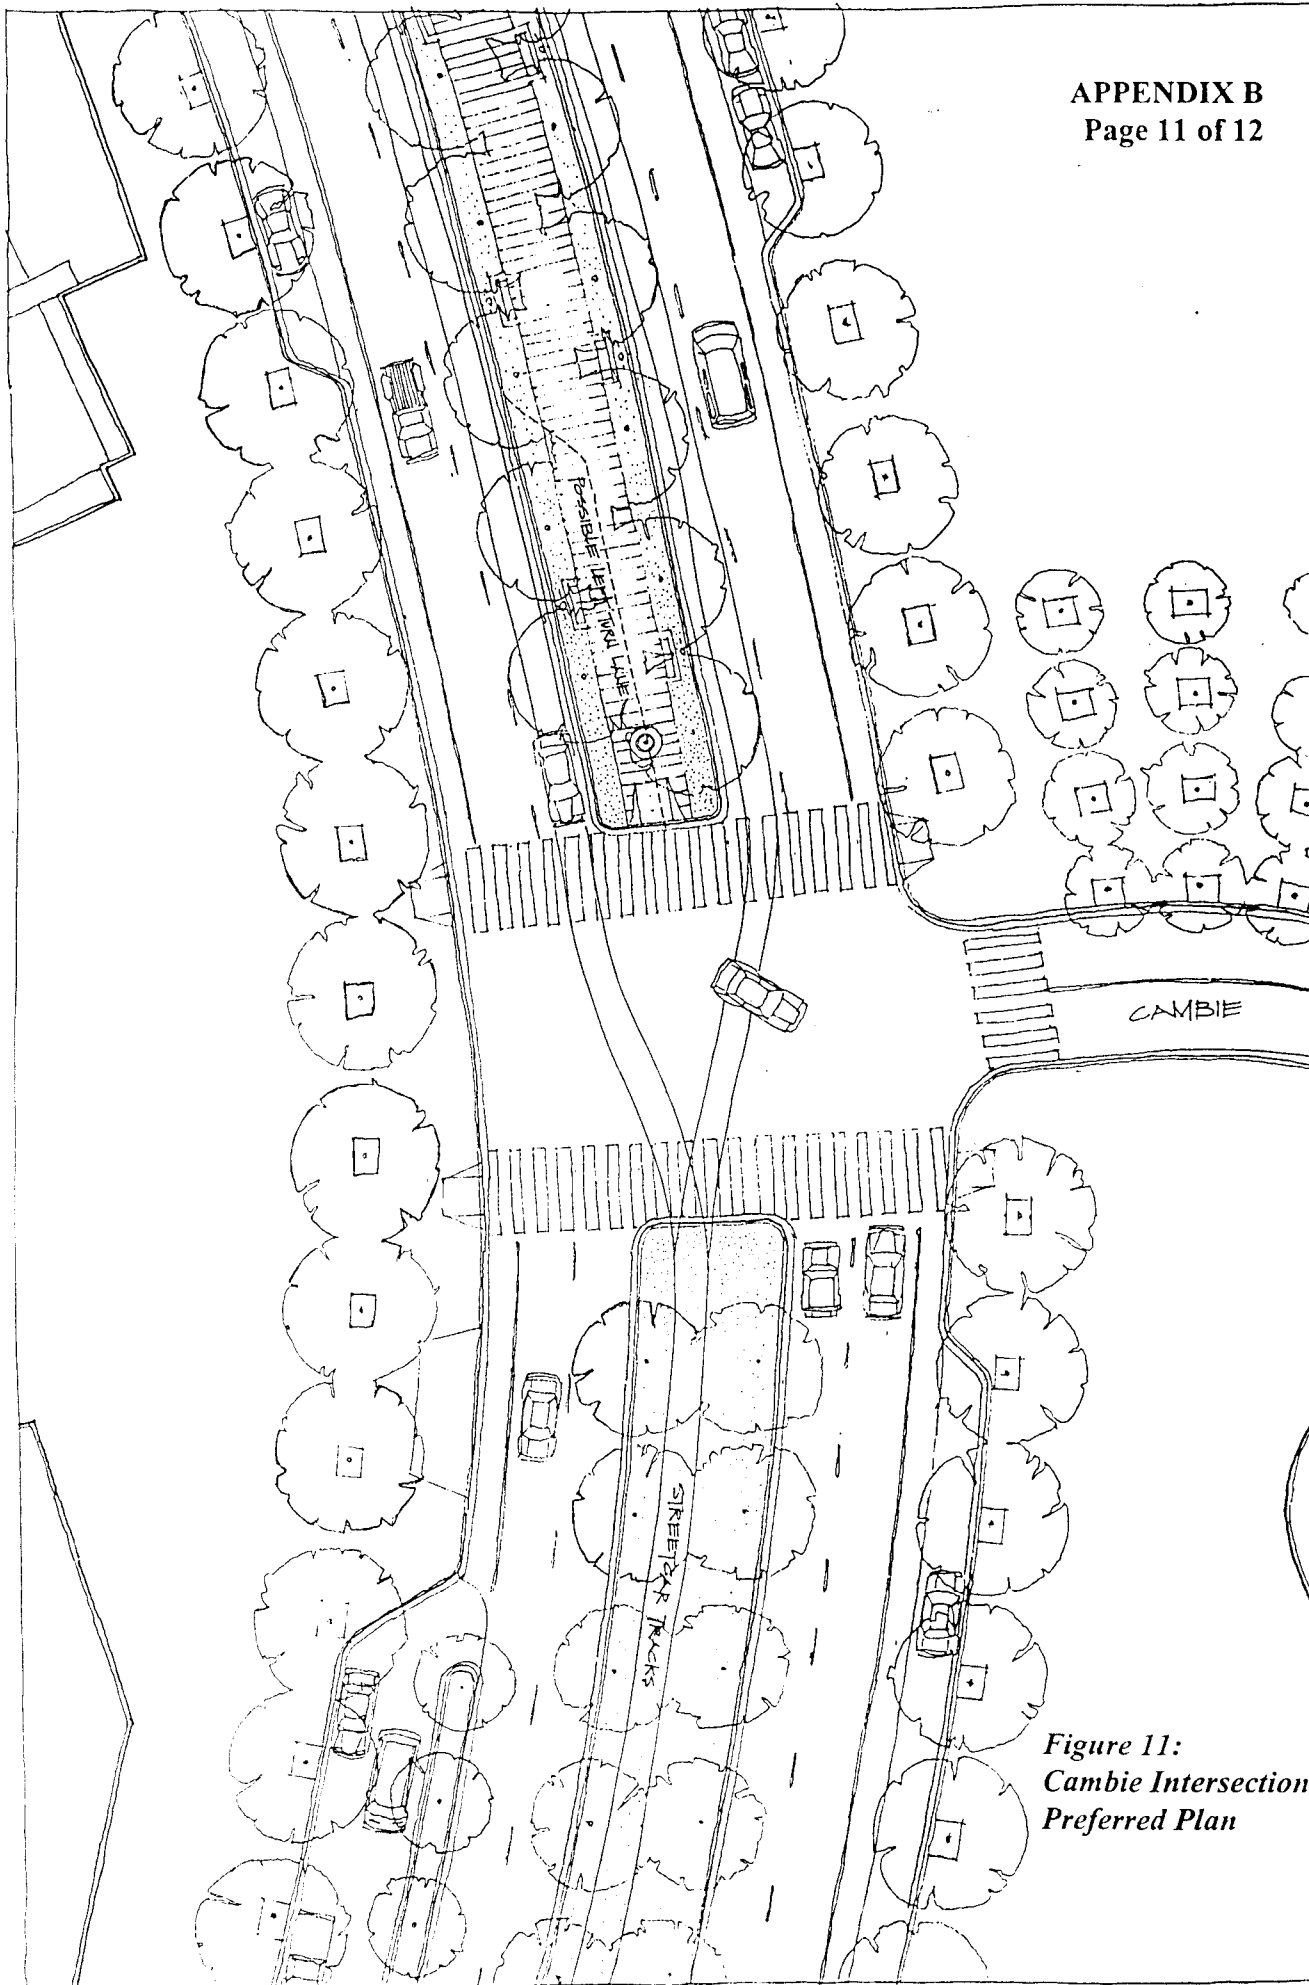 APPENDIX B
Page 11 of 12
POSSIBLE LEFT TURN LANE
CAMBIE
STREETCAR TRACKS
Figure 11:
Cambie Intersection
Preferred Plan